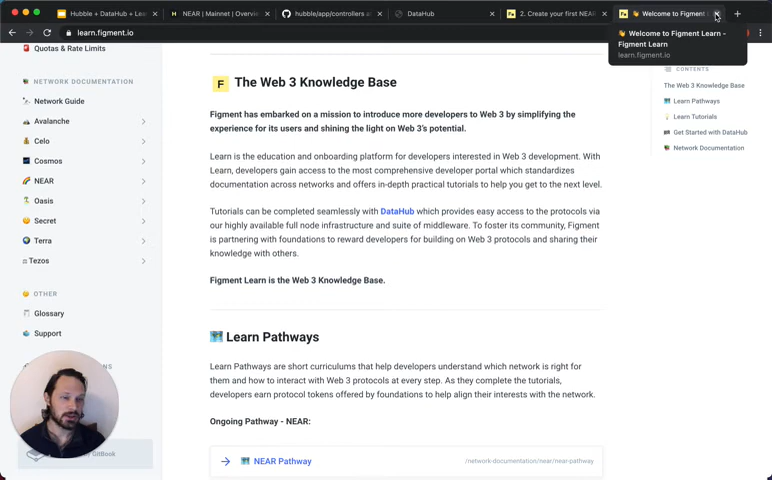 Hubble + DataHub + Lea
NEAR | Mainnet | Overview
hubble/app/controllers a
DataHub
2. Create your first NEAR
Welcome to Figment
learn.figment.io
Welcome to Figment Learn -
Figment Learn
learn.figment.io
Quotas & Rate Limits
NETWORK DOCUMENTATION
Network Guide
Avalanche
Celo
Cosmos
NEAR
Oasis
Secret
Terra
Tezos
OTHER
Glossary
Support
by GitBook
F The Web 3 Knowledge Base
Figment has embarked on a mission to introduce more developers to Web 3 by simplifying the
experience for its users and shining the light on Web 3's potential.
Learn is the education and onboarding platform for developers interested in Web 3 development. With
Learn, developers gain access to the most comprehensive developer portal which standardizes
documentation across networks and offers in-depth practical tutorials to help you get to the next level.
Tutorials can be completed seamlessly with DataHub which provides easy access to the protocols via
our highly available full node infrastructure and suite of middleware. To foster its community, Figment
is partnering with foundations to reward developers for building on Web 3 protocols and sharing their
knowledge with others.
Figment Learn is the Web 3 Knowledge Base.
Learn Pathways
Learn Pathways are short curriculums that help developers understand which network is right for
them and how to interact with Web 3 protocols at every step. As they complete the tutorials,
developers earn protocol tokens offered by foundations to help align their interests with the network.
Ongoing Pathway - NEAR:
NEAR Pathway
/network-documentation/near/near-pathway
CONTENTS
The Web 3 Knowledge Base
Learn Pathways
Learn Tutorials
Get Started with DataHub
Network Documentation